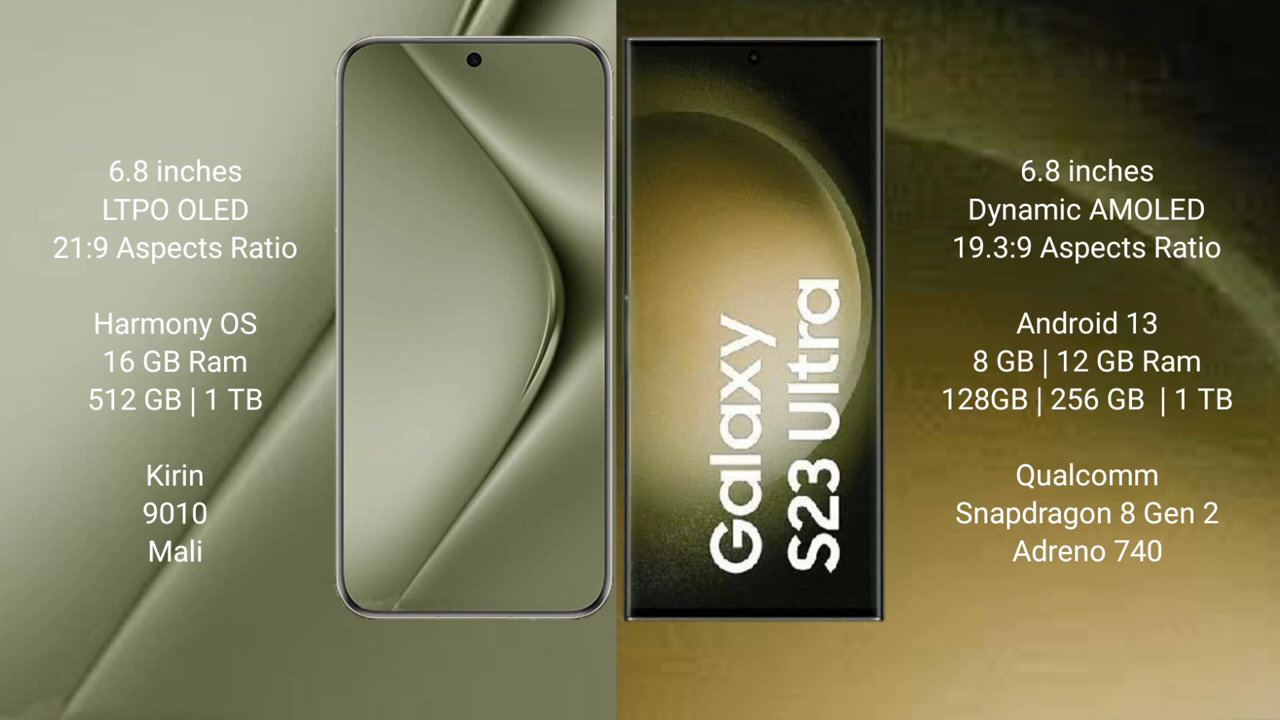 6.8 inches
LTPO OLED
21:9 Aspects Ratio
Harmony OS
16 GB Ram
512 GB | 1 TB
Kirin
9010
Mali
Galaxy
S23 Ultra
6.8 inches
Dynamic AMOLED
19.3:9 Aspects Ratio
Android 13
8 GB | 12 GB Ram
128GB | 256 GB | 1 TB
Qualcomm
Snapdragon 8 Gen 2
Adreno 740